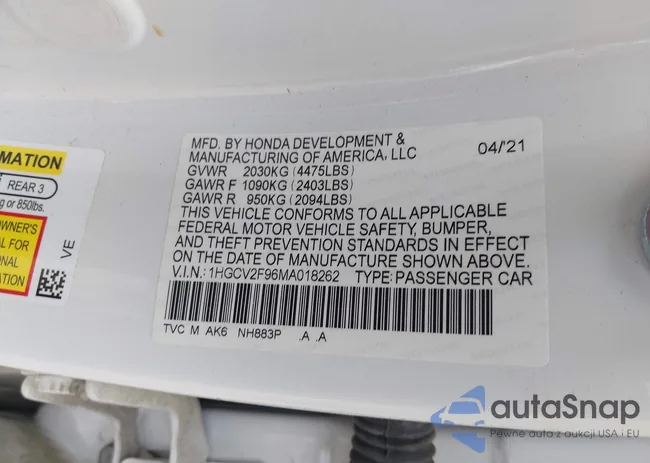 MATION
REAR 3
g or 850lbs.
OWNER'S
AL FOR
ONAL
ATION
VE
MFD. BY HONDA DEVELOPMENT &
MANUFACTURING OF AMERICA, LLC
04/'21
GVWR 2030KG (4475LBS)
GAWR F 1090KG (2403LBS)
GAWR R 950KG (2094LBS)
THIS VEHICLE CONFORMS TO ALL APPLICABLE
FEDERAL MOTOR VEHICLE SAFETY, BUMPER,
AND THEFT PREVENTION STANDARDS IN EFFECT
ON THE DATE OF MANUFACTURE SHOWN ABOVE.
V.I.N.: 1HGCV2F96MA018262 TYPE: PASSENGER CAR
TVC M AK6 NH883P .A .A
autoSnap
Pewne auta z aukcji USA i EU